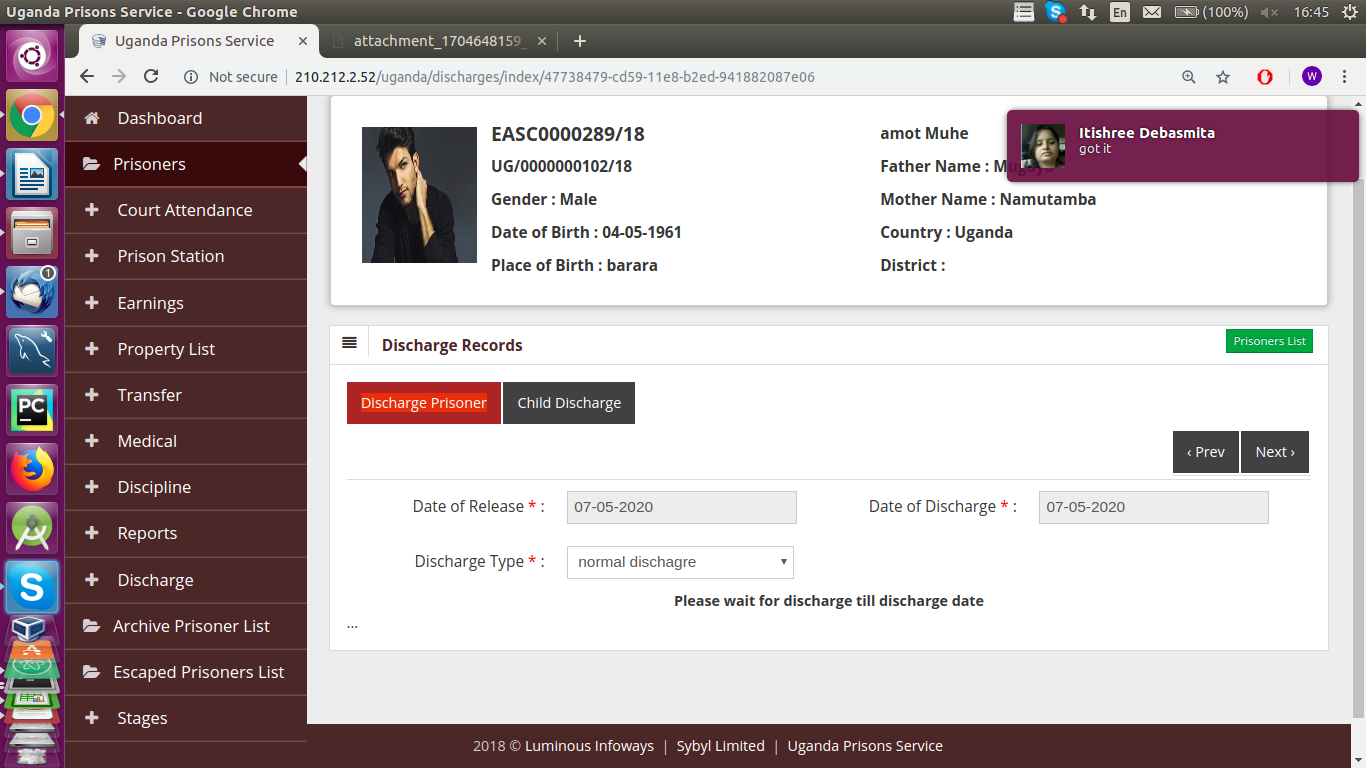 Uganda Prisons Service - Google Chrome
En
(100%)
16:45
Uganda Prisons Service
attachment_1704648159_
Not secure
210.212.2.52/uganda/discharges/index/47738479-cd59-11e8-b2ed-941882087e06
W
Dashboard
Prisoners
Court Attendance
Prison Station
Earnings
Property List
Transfer
Medical
Discipline
Reports
Discharge
Archive Prisoner List
Escaped Prisoners List
Stages
1
PC
S
EASC0000289/18
UG/0000000102/18
Gender : Male
Date of Birth : 04-05-1961
Place of Birth : barara
amot Muhe
Father Name : Mugaya
Mother Name : Namutamba
Country : Uganda
District :
Itishree Debasmita
got it
Discharge Records
Prisoners List
Discharge Prisoner
Child Discharge
‹ Prev
Next ›
Date of Release * :
07-05-2020
Date of Discharge * :
07-05-2020
Discharge Type * :
normal dischagre
Please wait for discharge till discharge date
...
2018 © Luminous Infoways | Sybyl Limited | Uganda Prisons Service